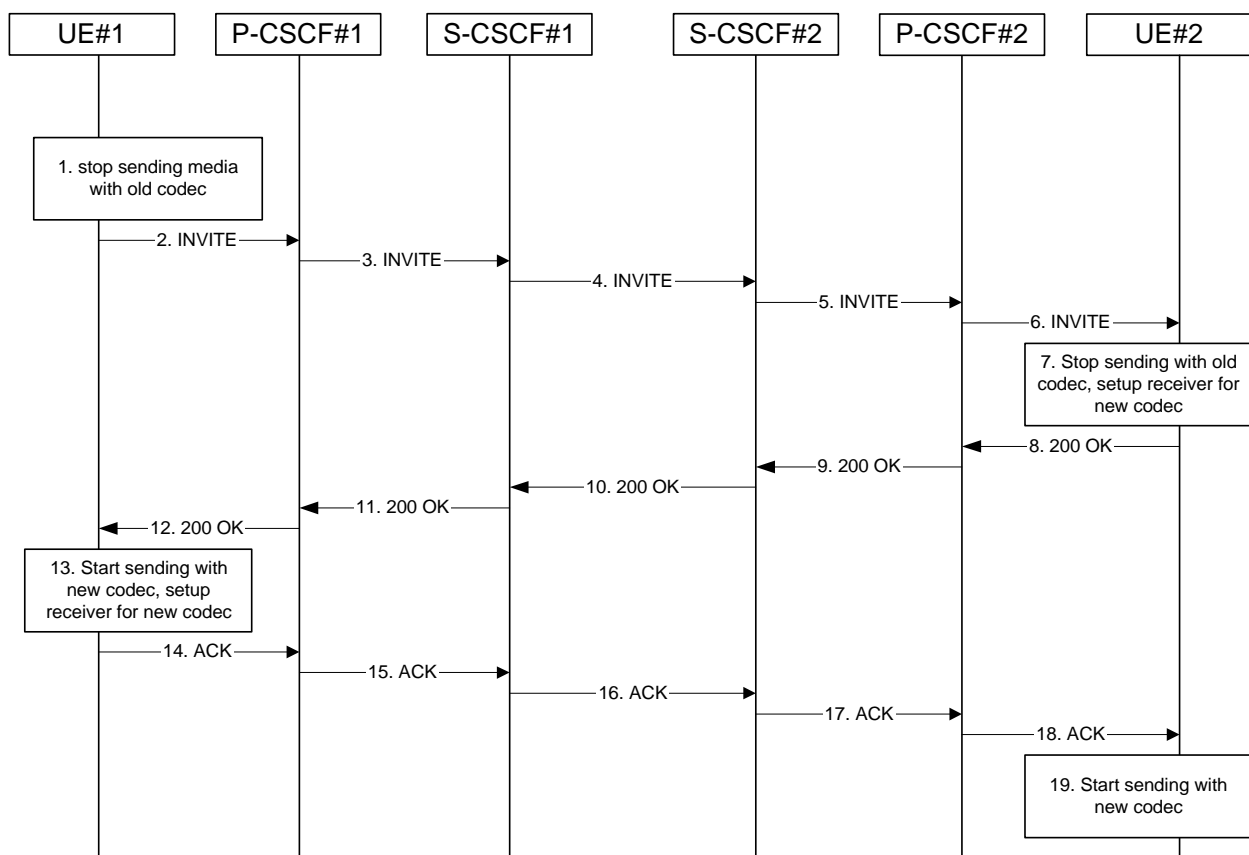 UE#1
P-CSCF#1
S-CSCF#1
S-CSCF#2
P-CSCF#2
UE#2
1. stop sending media
with old codec
2. INVITE
3. INVITE
4. INVITE
5. INVITE
6. INVITE
7. Stop sending with old
codec, setup receiver for
new codec
8. 200 OK
9. 200 OK
10. 200 OK
11. 200 OK
12. 200 OK
13. Start sending with
new codec, setup
receiver for new codec
14. ACK
15. ACK
16. ACK
17. ACK
18. ACK
19. Start sending with
new codec